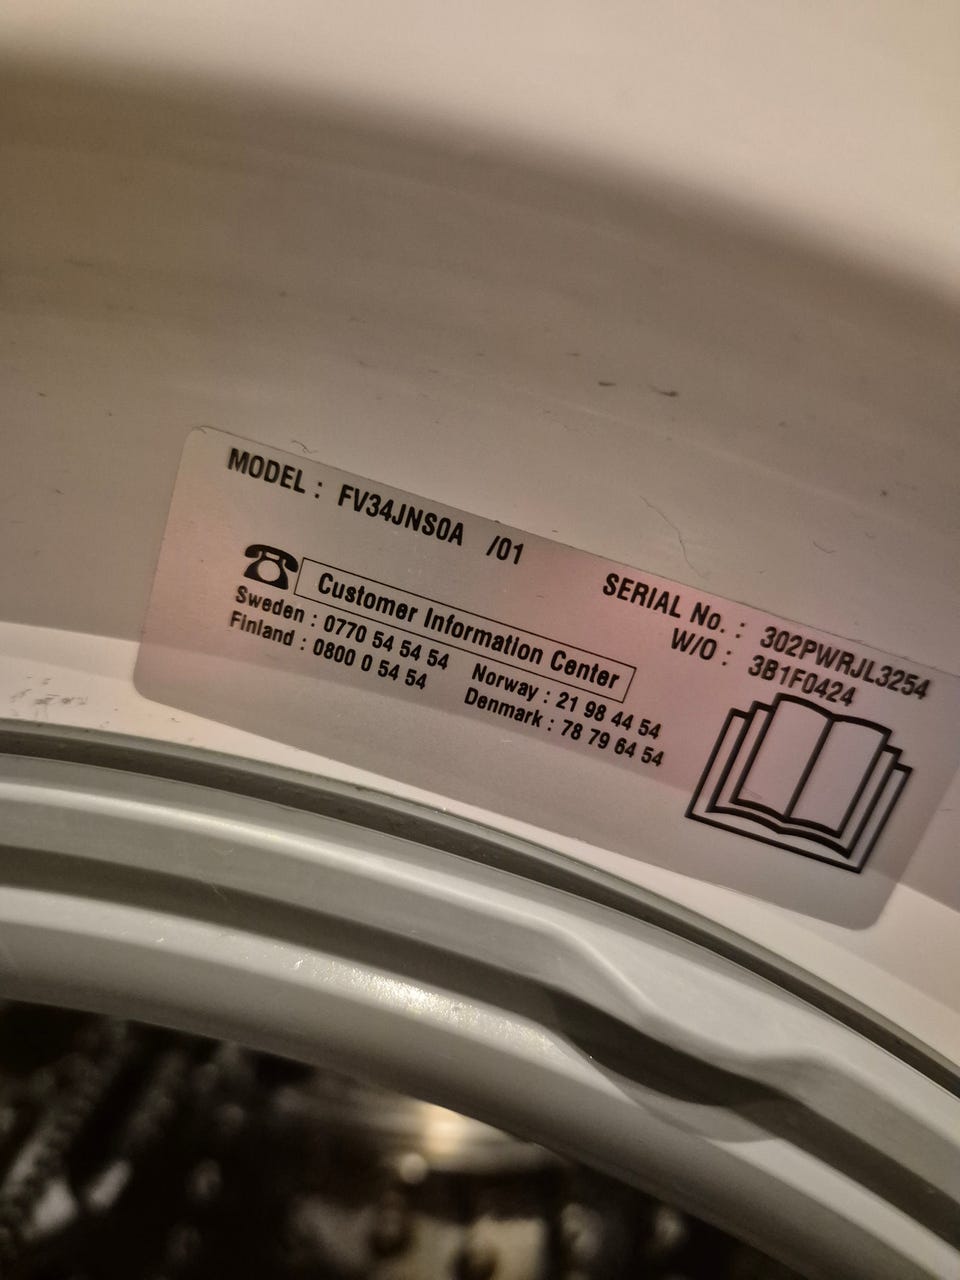 MODEL : FV34JNS0A /01
SERIAL No. : 302PWRJL3254
W/O : 3B1F0424
Customer Information Center
Sweden : 0770 54 54 54 Norway : 21 98 44 54
Finland : 0800 0 54 54 Denmark : 78 79 64 54